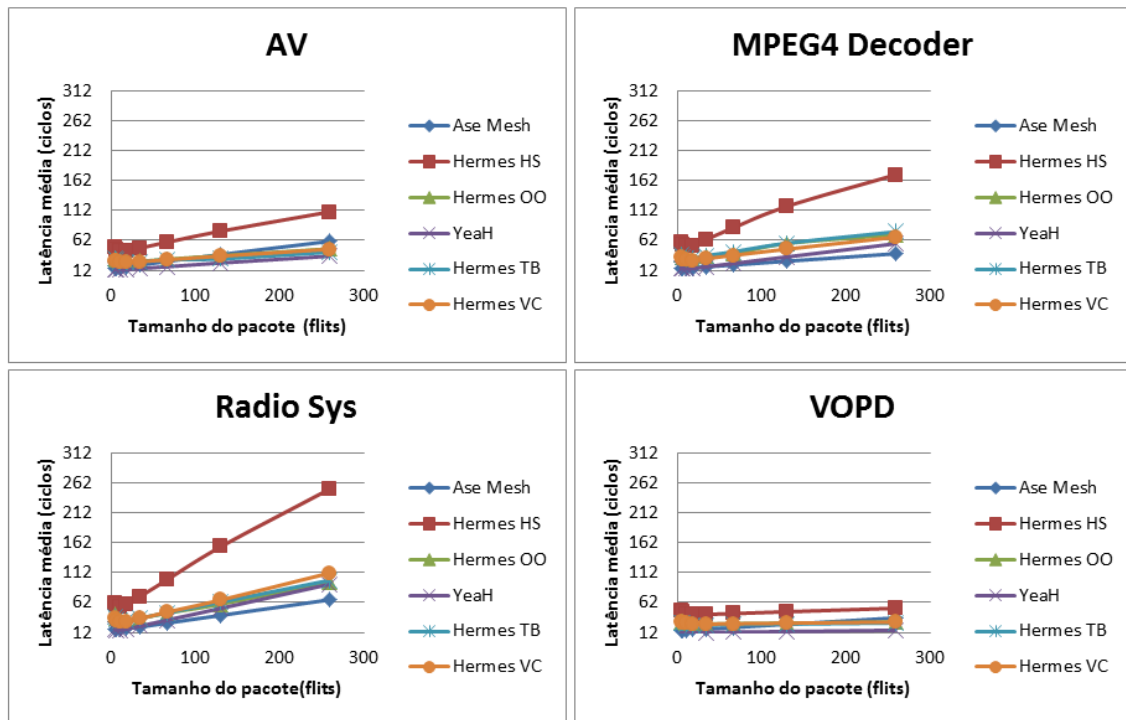 AV
Latência média (ciclos)
312
262
212
162
112
62
12
0
100
200
300
Tamanho do pacote (flits)
Ase Mesh
Hermes HS
Hermes OO
YeaH
Hermes TB
Hermes VC
MPEG4 Decoder
Latência média (ciclos)
312
262
212
162
112
62
12
0
100
200
300
Tamanho do pacote (flits)
Ase Mesh
Hermes HS
Hermes OO
YeaH
Hermes TB
Hermes VC
Radio Sys
Latência média (ciclos)
312
262
212
162
112
62
12
0
100
200
300
Tamanho do pacote(flits)
Ase Mesh
Hermes HS
Hermes OO
YeaH
Hermes TB
Hermes VC
VOPD
Latência média (ciclos)
312
262
212
162
112
62
12
0
100
200
300
Tamanho do pacote (flits)
Ase Mesh
Hermes HS
Hermes OO
YeaH
Hermes TB
Hermes VC